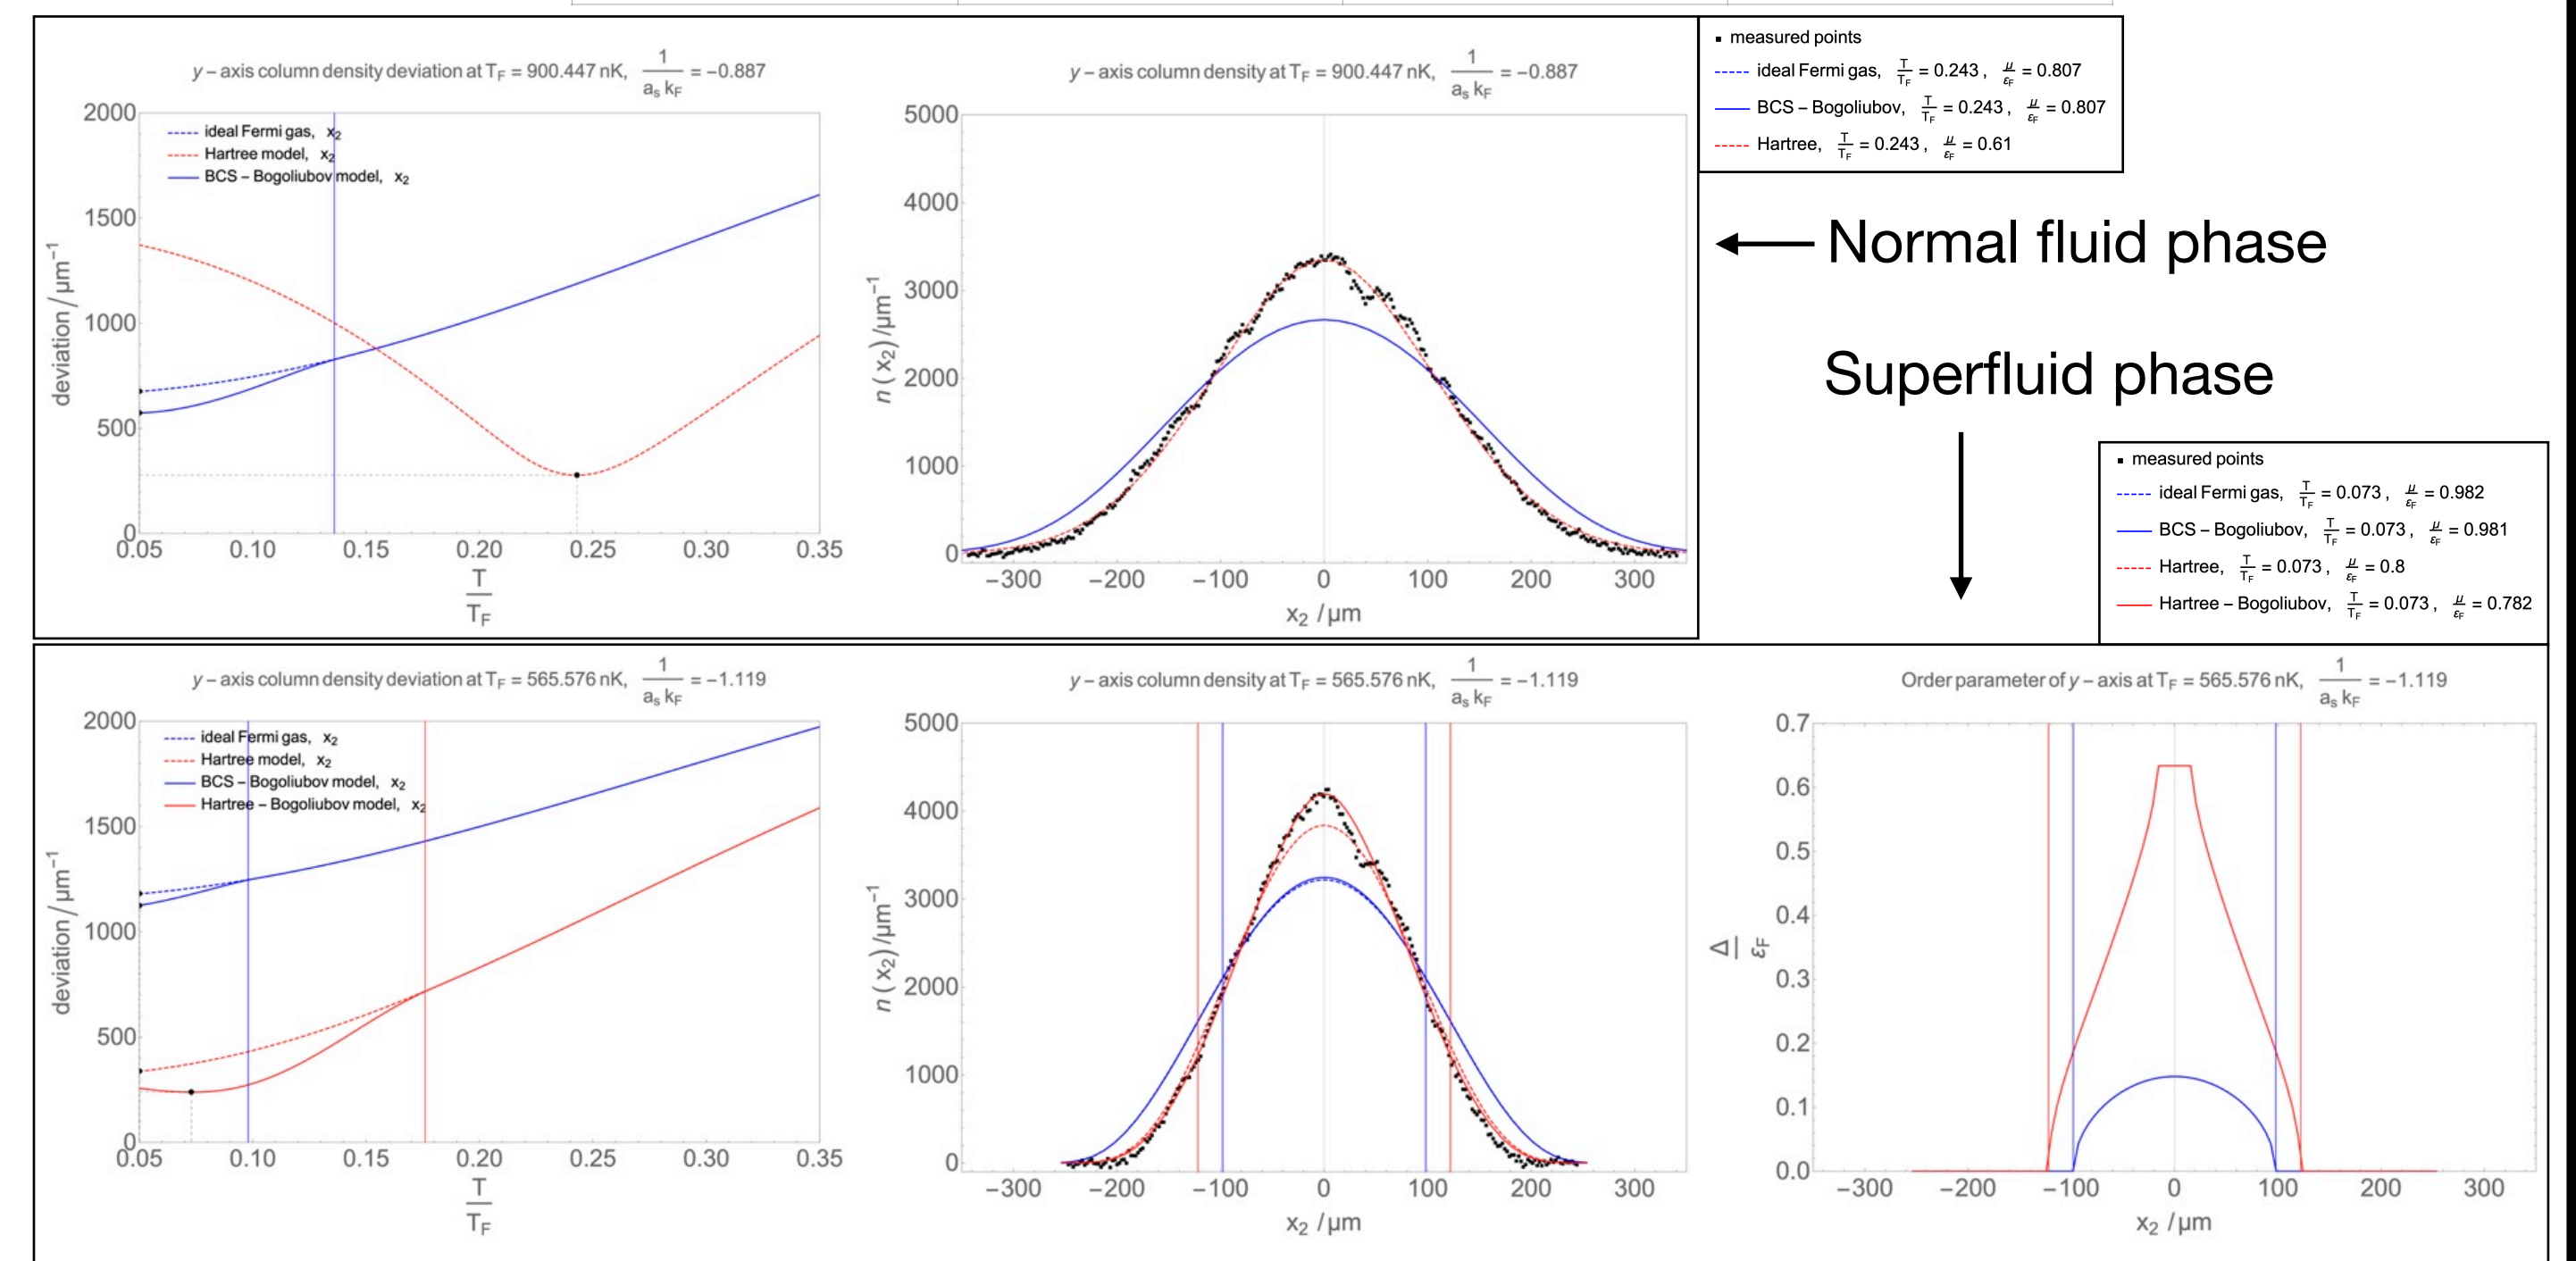 y – axis column density deviation at T_F = 900.447 nK, 1/(a_s k_F) = −0.887
ideal Fermi gas, x₂
Hartree model, x₂
BCS – Bogoliubov model, x₂
deviation / μm⁻¹
2000
1500
1000
500
0
0.05 0.10 0.15 0.20 0.25 0.30 0.35
T/T_F
y – axis column density at T_F = 900.447 nK, 1/(a_s k_F) = −0.887
n (x₂) /μm⁻¹
5000
4000
3000
2000
1000
0
−300 −200 −100 0 100 200 300
x₂ /μm
measured points
ideal Fermi gas, T/T_F = 0.243 , μ/ε_F = 0.807
BCS – Bogoliubov, T/T_F = 0.243 , μ/ε_F = 0.807
Hartree, T/T_F = 0.243 , μ/ε_F = 0.61
Normal fluid phase
Superfluid phase
measured points
ideal Fermi gas, T/T_F = 0.073 , μ/ε_F = 0.982
BCS – Bogoliubov, T/T_F = 0.073 , μ/ε_F = 0.981
Hartree, T/T_F = 0.073 , μ/ε_F = 0.8
Hartree – Bogoliubov, T/T_F = 0.073 , μ/ε_F = 0.782
y – axis column density deviation at T_F = 565.576 nK, 1/(a_s k_F) = −1.119
ideal Fermi gas, x₂
Hartree model, x₂
BCS – Bogoliubov model, x₂
Hartree – Bogoliubov model, x₂
deviation / μm⁻¹
2000
1500
1000
500
0
0.05 0.10 0.15 0.20 0.25 0.30 0.35
T/T_F
y – axis column density at T_F = 565.576 nK, 1/(a_s k_F) = −1.119
n (x₂) /μm⁻¹
5000
4000
3000
2000
1000
0
−300 −200 −100 0 100 200 300
x₂ /μm
Order parameter of y – axis at T_F = 565.576 nK, 1/(a_s k_F) = −1.119
Δ/ε_F
0.7
0.6
0.5
0.4
0.3
0.2
0.1
0.0
−300 −200 −100 0 100 200 300
x₂ /μm